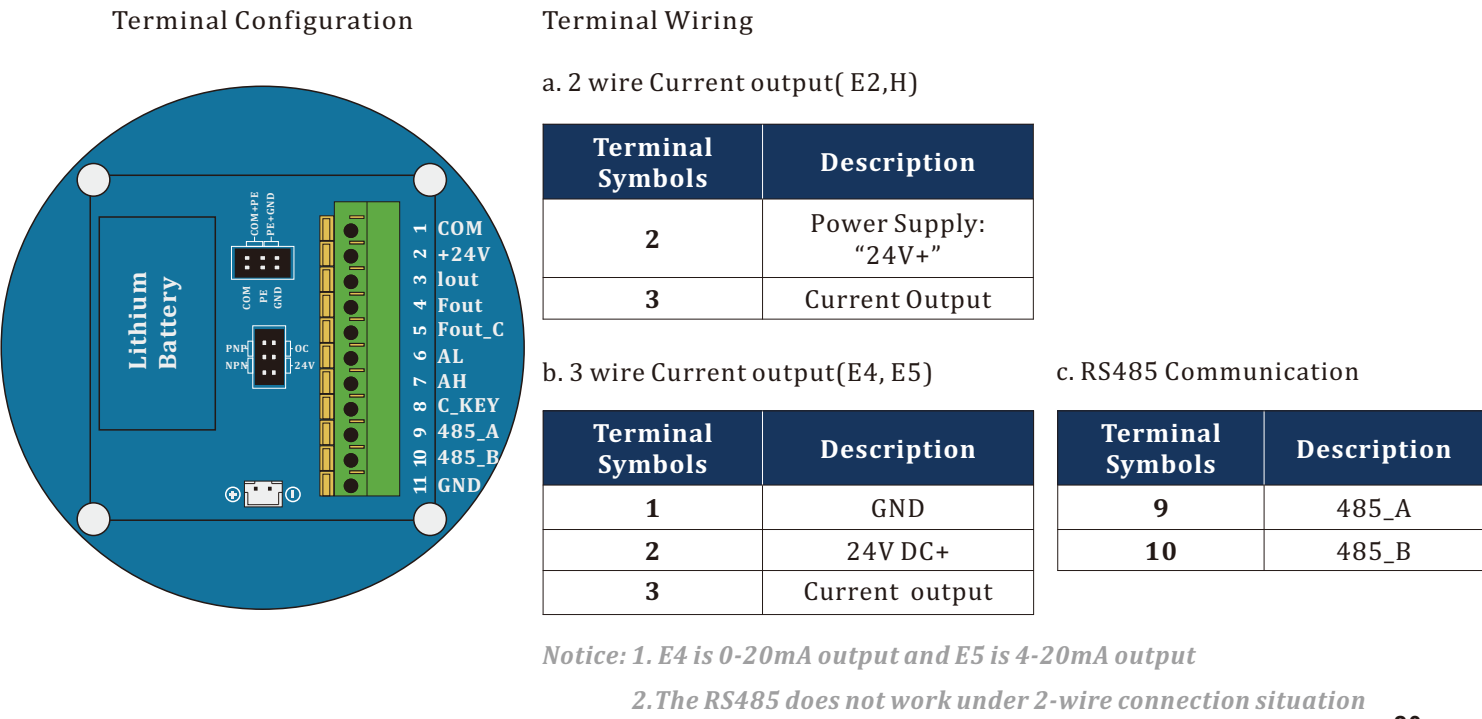 Terminal Configuration
Terminal Wiring
a. 2 wire Current output( E2,H)
Terminal Symbols Description
2 Power Supply: “24V+”
3 Current Output
b. 3 wire Current output(E4, E5)
Terminal Symbols Description
1 GND
2 24V DC+
3 Current output
c. RS485 Communication
Terminal Symbols Description
9 485_A
10 485_B
Notice: 1. E4 is 0-20mA output and E5 is 4-20mA output
2.The RS485 does not work under 2-wire connection situation
Lithium
Battery
COM+PE
PE+GND
COM
PE
GND
PNP
OC
NPN
24V
1 COM
2 +24V
3 lout
4 Fout
5 Fout_C
6 AL
7 AH
8 C_KEY
9 485_A
10 485_B
11 GND